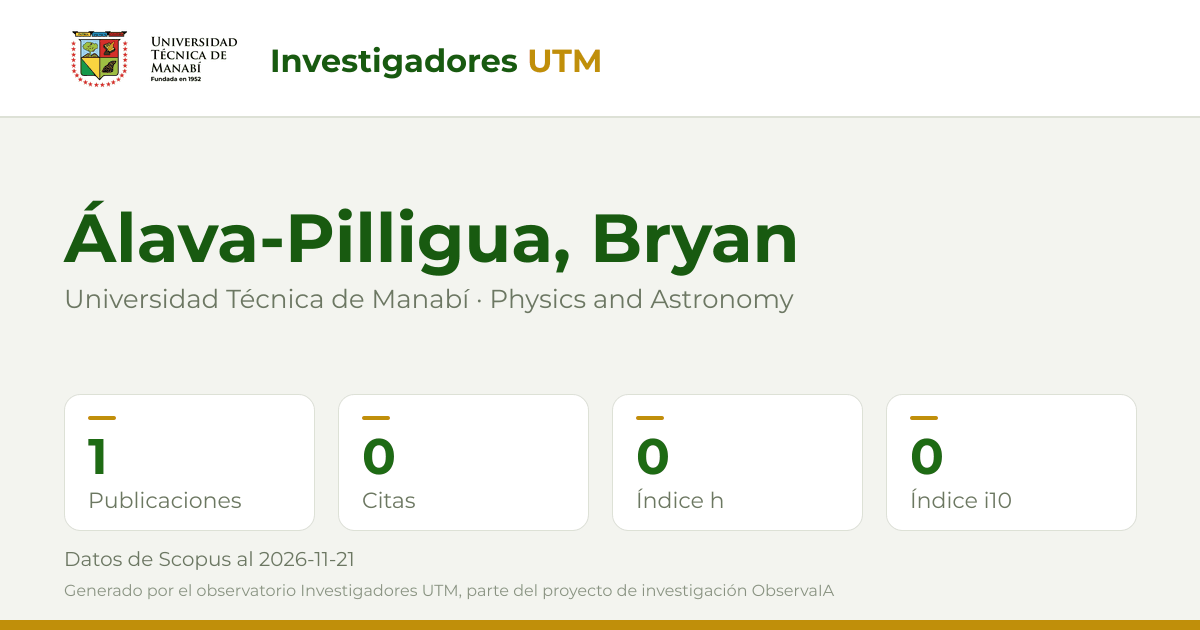 UNIVERSIDAD
TÉCNICA DE
MANABÍ
Fundada en 1952
Investigadores UTM
Álava-Pilligua, Bryan
Universidad Técnica de Manabí · Physics and Astronomy
1
Publicaciones
0
Citas
0
Índice h
0
Índice i10
Datos de Scopus al 2026-11-21
Generado por el observatorio Investigadores UTM, parte del proyecto de investigación ObservaIA